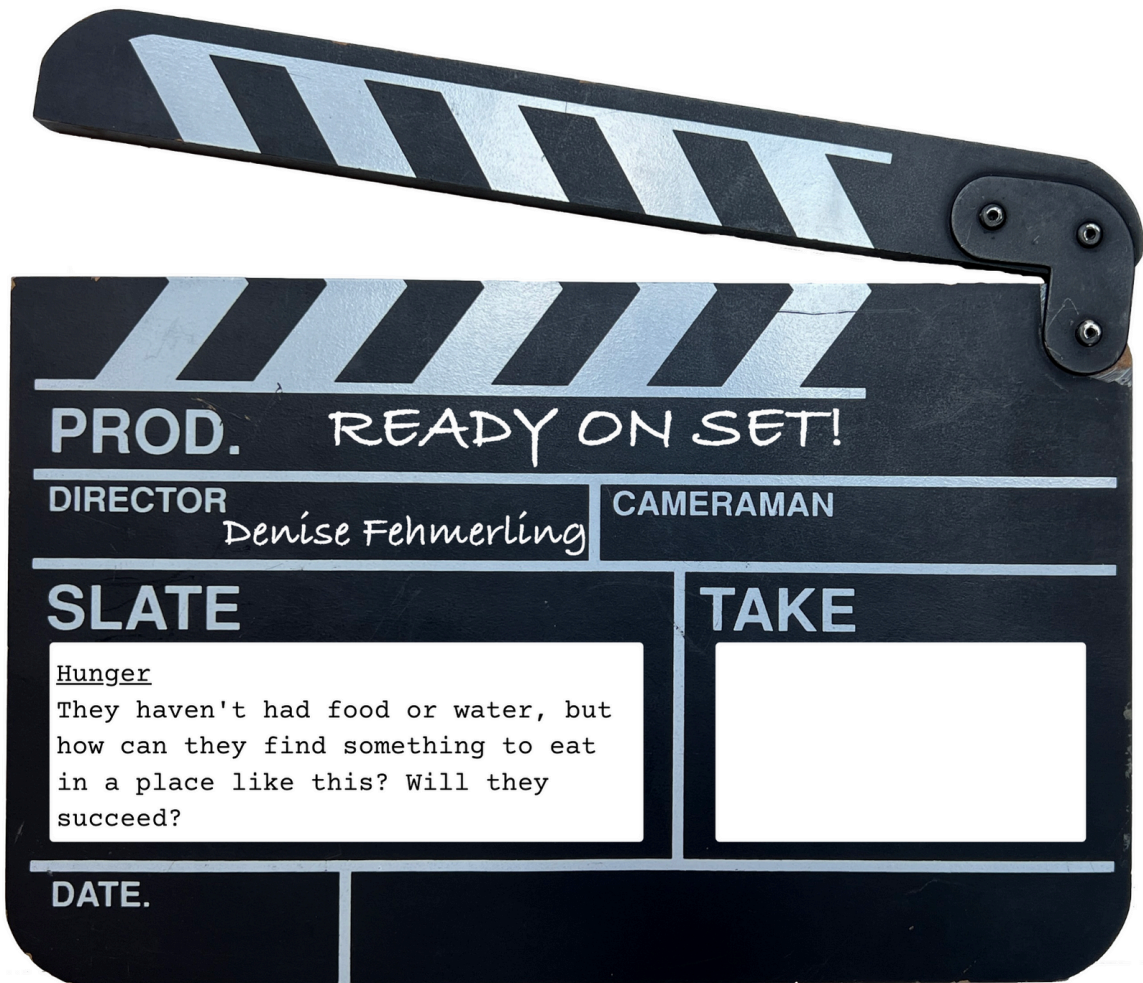 PROD. READY ON SET!
DIRECTOR
Denise Fehmerling
CAMERAMAN
SLATE
TAKE
Hunger
They haven't had food or water, but
how can they find something to eat
in a place like this? Will they
succeed?
DATE.